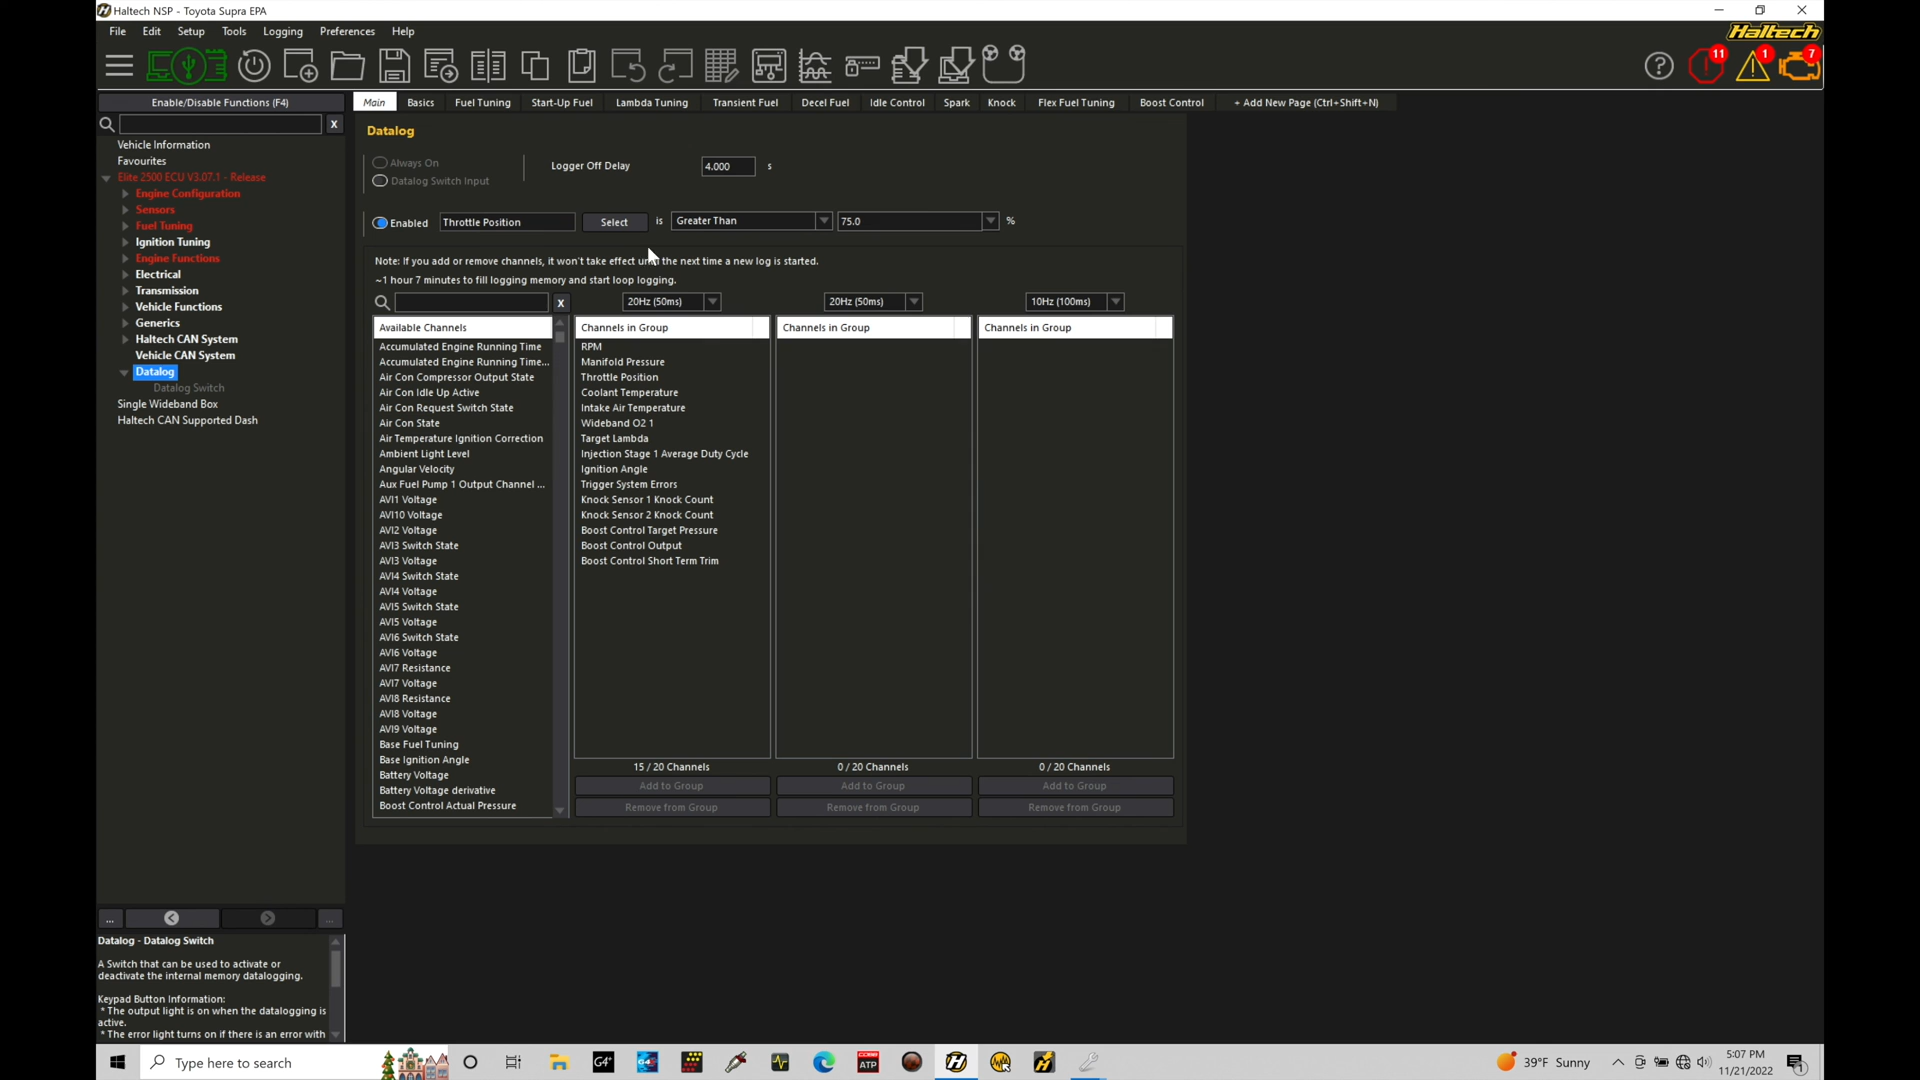 Haltech NSP - Toyota Supra EPA
File Edit Setup Tools Logging Preferences Help
Haltech
11 1 7
Enable/Disable Functions (F4)
Main Basics Fuel Tuning Start-Up Fuel Lambda Tuning Transient Fuel Decel Fuel Idle Control Spark Knock Flex Fuel Tuning Boost Control + Add New Page (Ctrl+Shift+N)
X
Vehicle Information
Favourites
Elite 2500 ECU V3.07.1 - Release
Engine Configuration
Sensors
Fuel Tuning
Ignition Tuning
Engine Functions
Electrical
Transmission
Vehicle Functions
Generics
Haltech CAN System
Vehicle CAN System
Datalog
Datalog Switch
Single Wideband Box
Haltech CAN Supported Dash
Datalog
Always On
Datalog Switch Input
Logger Off Delay 4.000 s
Enabled Throttle Position Select is Greater Than 75.0 %
Note: If you add or remove channels, it won't take effect the next time a new log is started.
~1 hour 7 minutes to fill logging memory and start loop logging.
X 20Hz (50ms) 20Hz (50ms) 10Hz (100ms)
Available Channels
Accumulated Engine Running Time
Accumulated Engine Running Time...
Air Con Compressor Output State
Air Con Idle Up Active
Air Con Request Switch State
Air Con State
Air Temperature Ignition Correction
Ambient Light Level
Angular Velocity
Aux Fuel Pump 1 Output Channel ...
AVI1 Voltage
AVI10 Voltage
AVI2 Voltage
AVI3 Switch State
AVI3 Voltage
AVI4 Switch State
AVI4 Voltage
AVI5 Switch State
AVI5 Voltage
AVI6 Switch State
AVI6 Voltage
AVI7 Resistance
AVI7 Voltage
AVI8 Resistance
AVI8 Voltage
AVI9 Voltage
Base Fuel Tuning
Base Ignition Angle
Battery Voltage
Battery Voltage derivative
Boost Control Actual Pressure
Channels in Group
RPM
Manifold Pressure
Throttle Position
Coolant Temperature
Intake Air Temperature
Wideband O2 1
Target Lambda
Injection Stage 1 Average Duty Cycle
Ignition Angle
Trigger System Errors
Knock Sensor 1 Knock Count
Knock Sensor 2 Knock Count
Boost Control Target Pressure
Boost Control Output
Boost Control Short Term Trim
15 / 20 Channels
Add to Group
Remove from Group
Channels in Group
0 / 20 Channels
Add to Group
Remove from Group
Channels in Group
0 / 20 Channels
Add to Group
Remove from Group
... ...
Datalog - Datalog Switch
A Switch that can be used to activate or
deactivate the internal memory datalogging.
Keypad Button Information:
* The output light is on when the datalogging is
active.
* The error light turns on if there is an error with
Type here to search
G4+
ATP
39°F Sunny
5:07 PM
11/21/2022
1